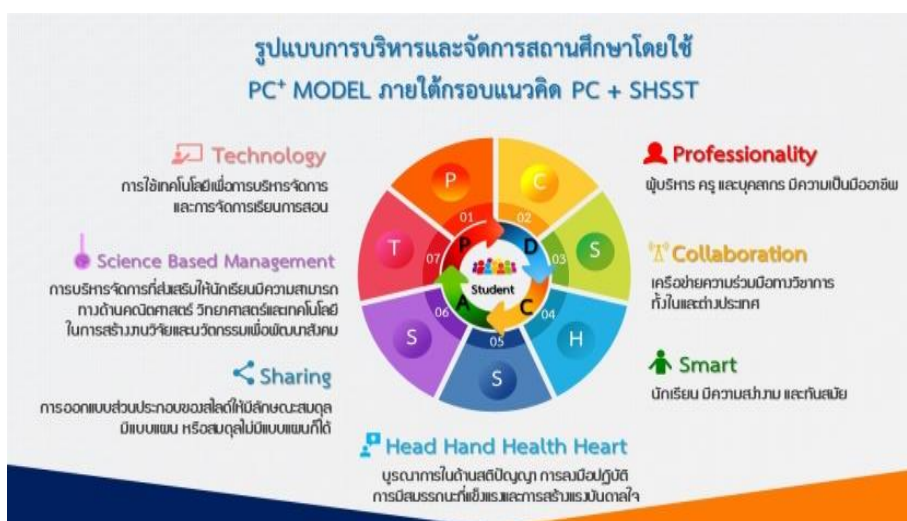 รูปแบบการบริหารและจัดการสถานศึกษาโดยใช้
PC⁺ MODEL ภายใต้กรอบแนวคิด PC + SHSST
Technology
การใช้เทคโนโลยีเพื่อการบริหารจัดการ
และการจัดการเรียนการสอน
Science Based Management
การบริหารจัดการที่ส่งเสริมให้นักเรียนมีความสามารถ
ทางด้านคณิตศาสตร์ วิทยาศาสตร์และเทคโนโลยี
ในการสร้างงานวิจัยและนวัตกรรมเพื่อพัฒนาสังคม
Sharing
การออกแบบส่วนประกอบของสไลด์ให้มีลักษณะสมดุล
มีแบบแผน หรือสมดุลไม่มีแบบแผนก็ได้
P
C
S
H
S
S
T
01
02
03
04
05
06
07
P
D
C
A
Student
Professionality
ผู้บริหาร ครู และบุคลากร มีความเป็นมืออาชีพ
Collaboration
เครือข่ายความร่วมมือทางวิชาการ
ทั้งในและต่างประเทศ
Smart
นักเรียน มีความสง่างาม และทันสมัย
Head Hand Health Heart
บูรณาการในด้านสติปัญญา การลงมือปฏิบัติ
การมีสมรรถนะที่แข็งแรงและการสร้างแรงบันดาลใจ